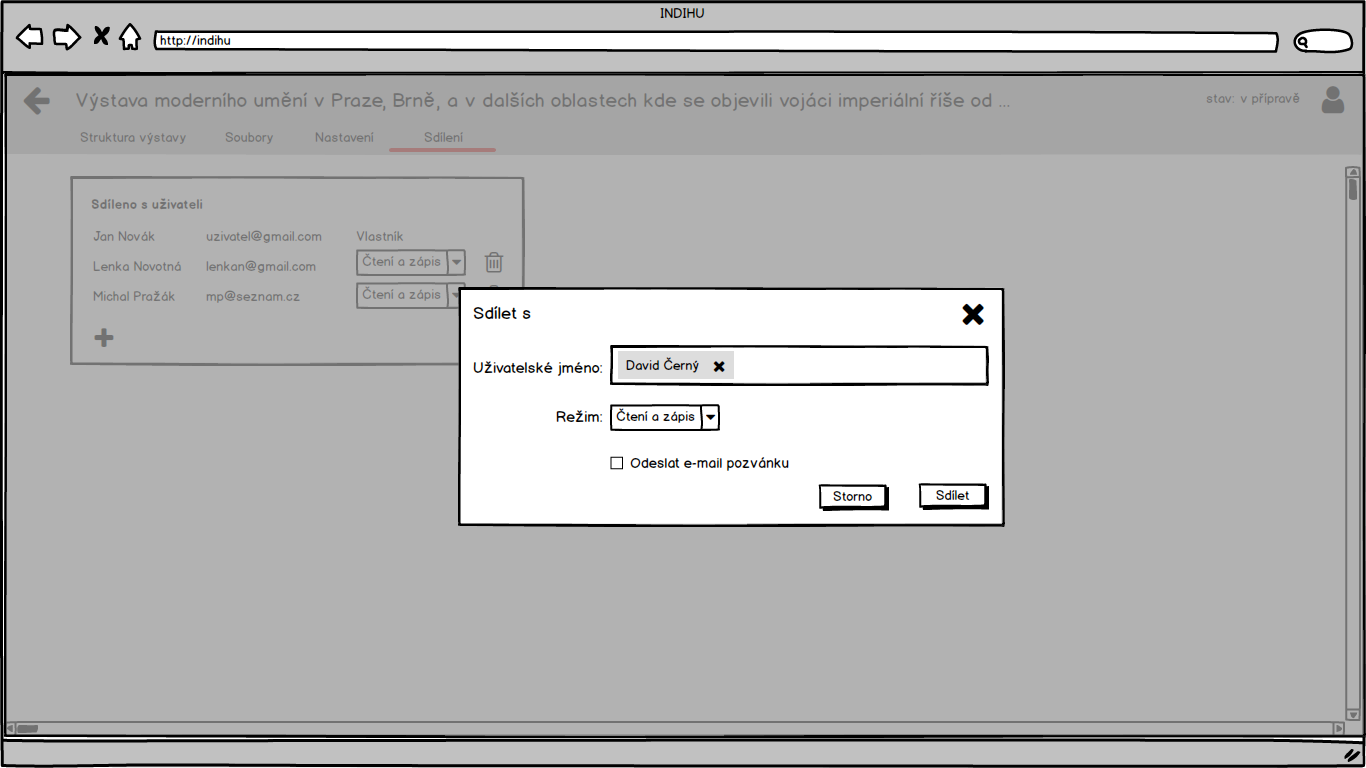 INDIHU
http://indihu
Výstava moderního umění v Praze, Brně, a v dalších oblastech kde se objevili vojáci imperiální říše od ...
stav: v přípravě
Struktura výstavy Soubory Nastavení Sdílení
Sdíleno s uživateli
Jan Novák uzivatel@gmail.com Vlastník
Lenka Novotná lenkan@gmail.com Čtení a zápis
Michal Pražák mp@seznam.cz Čtení a zápis
Sdílet s
Uživatelské jméno: David Černý
Režim: Čtení a zápis
Odeslat e-mail pozvánku
Storno Sdílet